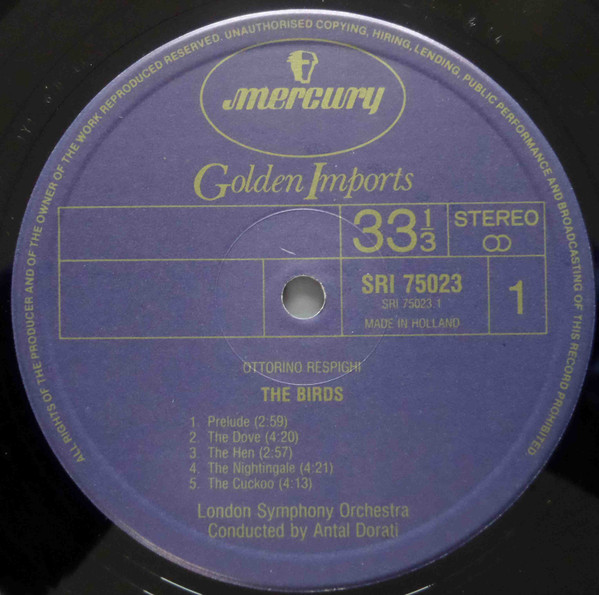 ALL RIGHTS OF THE PRODUCER AND OF THE OWNER OF THE WORK REPRODUCED RESERVED. UNAUTHORISED COPYING, HIRING, LENDING, PUBLIC PERFORMANCE AND BROADCASTING OF THIS RECORD PROHIBITED
mercury
Golden Imports
33 1/3
STEREO
SRI 75023
SRI 75023 1
MADE IN HOLLAND
1
OTTORINO RESPIGHI
THE BIRDS
1. Prelude (2:59)
2. The Dove (4:20)
3. The Hen (2:57)
4. The Nightingale (4:21)
5. The Cuckoo (4:13)
London Symphony Orchestra
Conducted by Antal Dorati